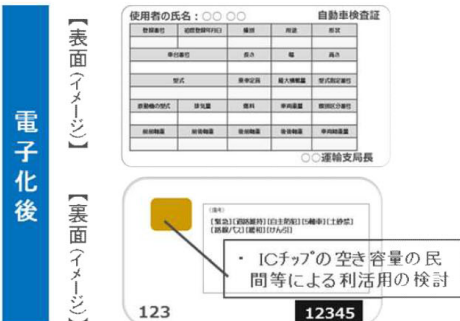 電子化後
【表面（イメージ）】
使用者の氏名：○○ ○○
自動車検査証
登録番号
初度登録年月日
種別
用途
形状
車台番号
長さ
幅
高さ
型式
乗車定員
最大積載量
型式指定番号
原動機の型式
排気量
燃料
車両重量
類別区分番号
前前軸重
前後軸重
後前軸重
後後軸重
車両総重量
○○運輸支局長
【裏面（イメージ）】
(備考)
[緊急][道路維持][自主防犯][5欄車][土砂禁]
[路線バス][緩和][けん引]
・ ICチップの空き容量の民
間等による利活用の検討
123
12345